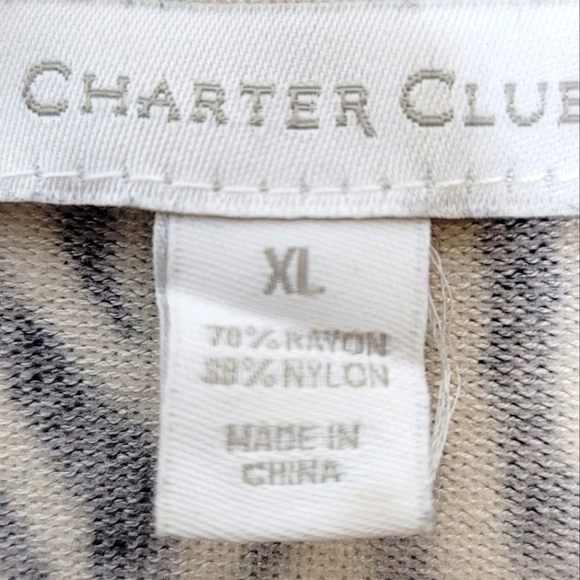 CHARTER CLUB
XL
70% RAYON
30% NYLON
MADE IN
CHINA